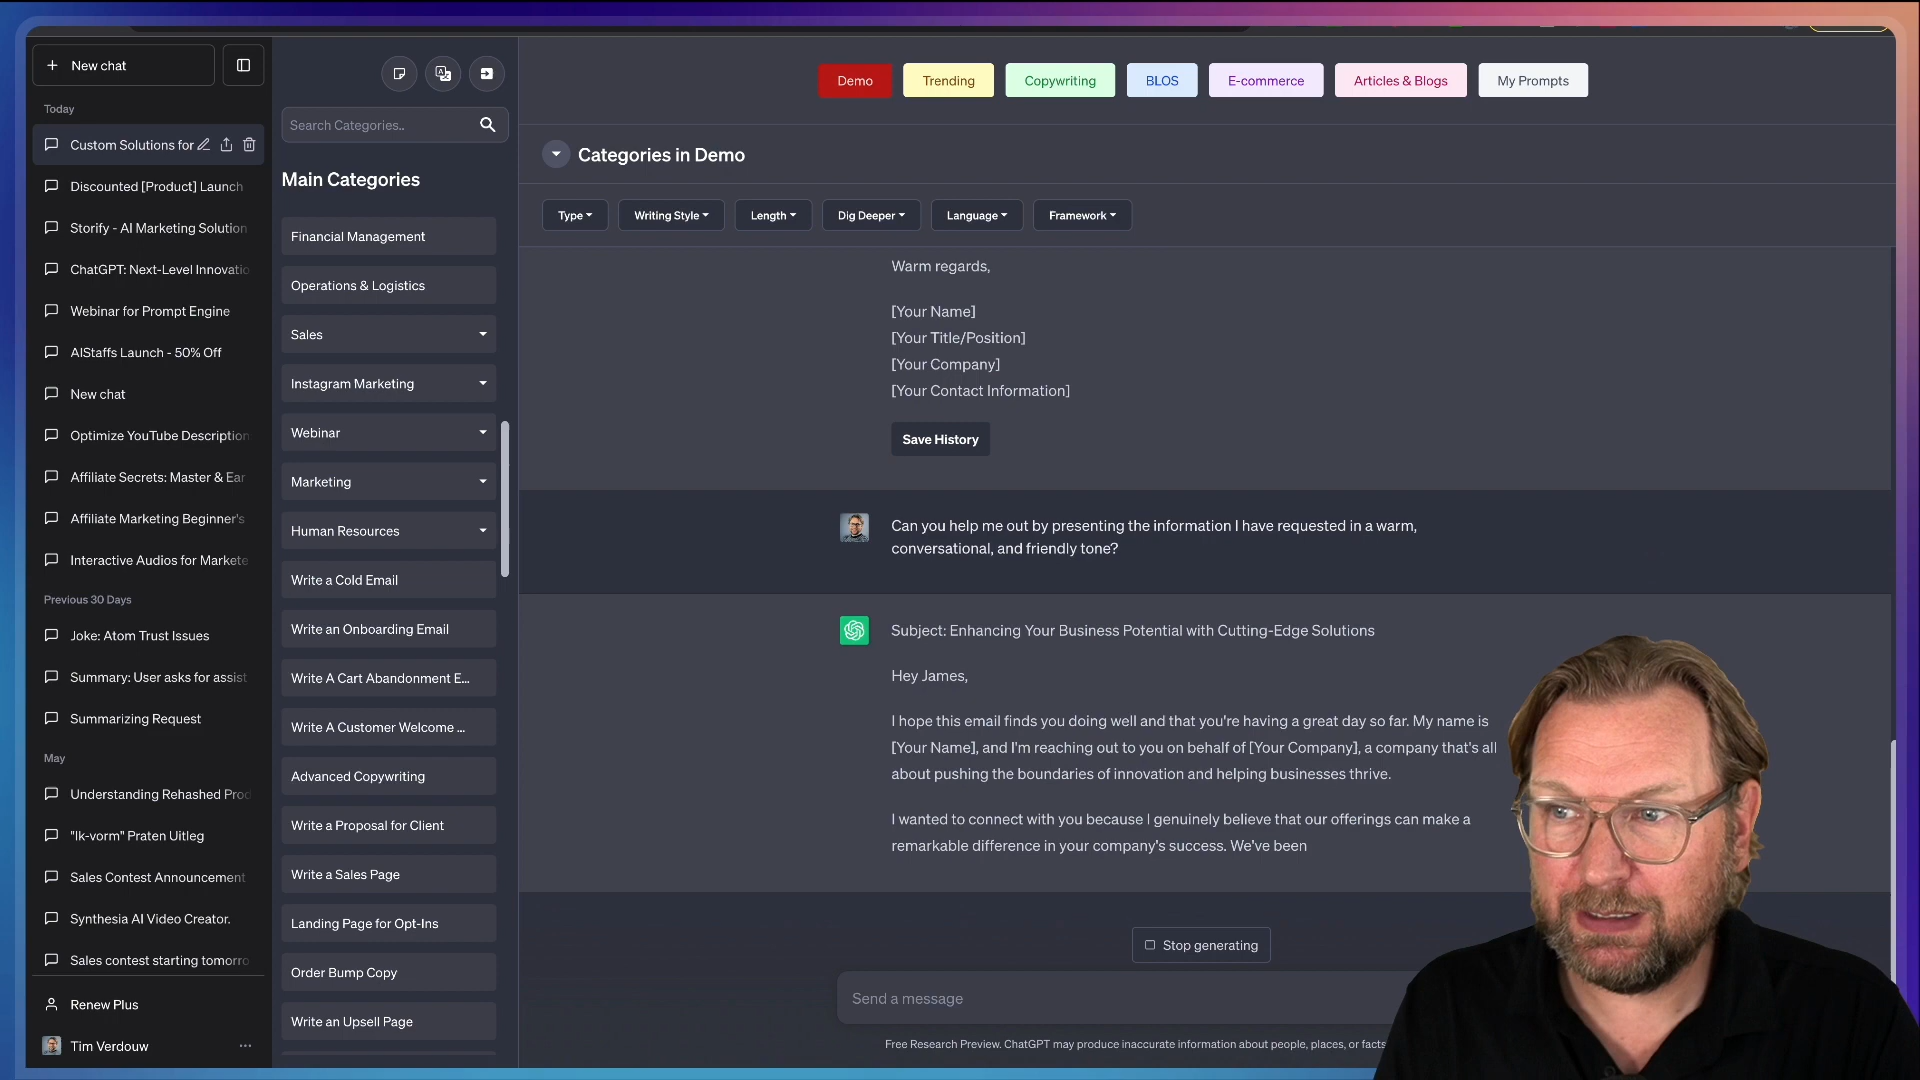 New chat
Today
Custom Solutions for
Discounted [Product] Launch
Storify - AI Marketing Solution
ChatGPT: Next-Level Innovatio
Webinar for Prompt Engine
AIStaffs Launch - 50% Off
New chat
Optimize YouTube Description
Affiliate Secrets: Master & Ear
Affiliate Marketing Beginner's
Interactive Audios for Markete
Previous 30 Days
Joke: Atom Trust Issues
Summary: User asks for assist
Summarizing Request
May
Understanding Rehashed Prod
"Ik-vorm" Praten Uitleg
Sales Contest Announcement
Synthesia AI Video Creator.
Sales contest starting tomorro
Renew Plus
Tim Verdouw
Search Categories..
Main Categories
Financial Management
Operations & Logistics
Sales
Instagram Marketing
Webinar
Marketing
Human Resources
Write a Cold Email
Write an Onboarding Email
Write A Cart Abandonment E...
Write A Customer Welcome ...
Advanced Copywriting
Write a Proposal for Client
Write a Sales Page
Landing Page for Opt-Ins
Order Bump Copy
Write an Upsell Page
Demo Trending Copywriting BLOS E-commerce Articles & Blogs My Prompts
Categories in Demo
Type Writing Style Length Dig Deeper Language Framework
Warm regards,
[Your Name]
[Your Title/Position]
[Your Company]
[Your Contact Information]
Save History
Can you help me out by presenting the information I have requested in a warm,
conversational, and friendly tone?
Subject: Enhancing Your Business Potential with Cutting-Edge Solutions
Hey James,
I hope this email finds you doing well and that you're having a great day so far. My name is
[Your Name], and I'm reaching out to you on behalf of [Your Company], a company that's all
about pushing the boundaries of innovation and helping businesses thrive.
I wanted to connect with you because I genuinely believe that our offerings can make a
remarkable difference in your company's success. We've been
Stop generating
Send a message
Free Research Preview. ChatGPT may produce inaccurate information about people, places, or facts